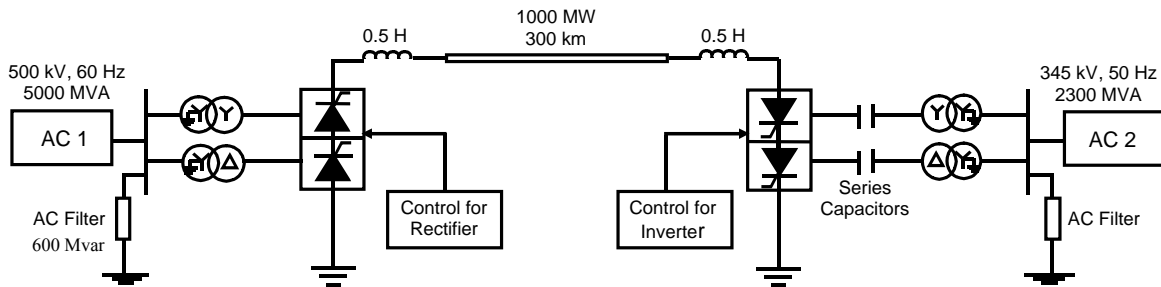 1000 MW
300 km
0.5 H
0.5 H
500 kV, 60 Hz
5000 MVA
AC 1
AC Filter
600 Mvar
Control for
Rectifier
Control for
Inverter
Series
Capacitors
345 kV, 50 Hz
2300 MVA
AC 2
AC Filter